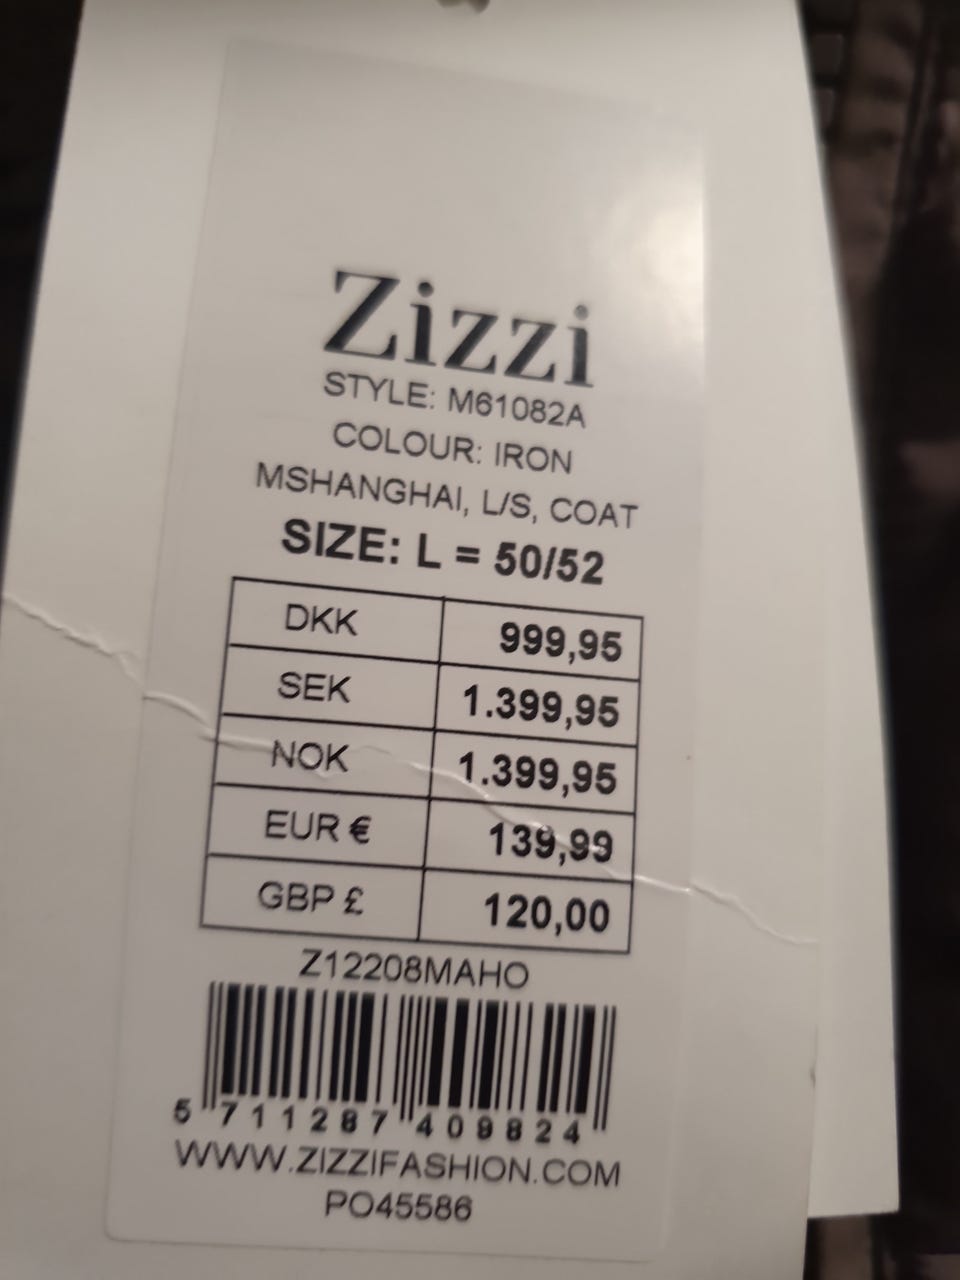 Zizzi
STYLE: M61082A
COLOUR: IRON
MSHANGHAI, L/S, COAT
SIZE: L = 50/52
DKK 999,95
SEK 1.399,95
NOK 1.399,95
EUR € 139,99
GBP £ 120,00
Z12208MAHO
5 711287 409824
WWW.ZIZZIFASHION.COM
PO45586